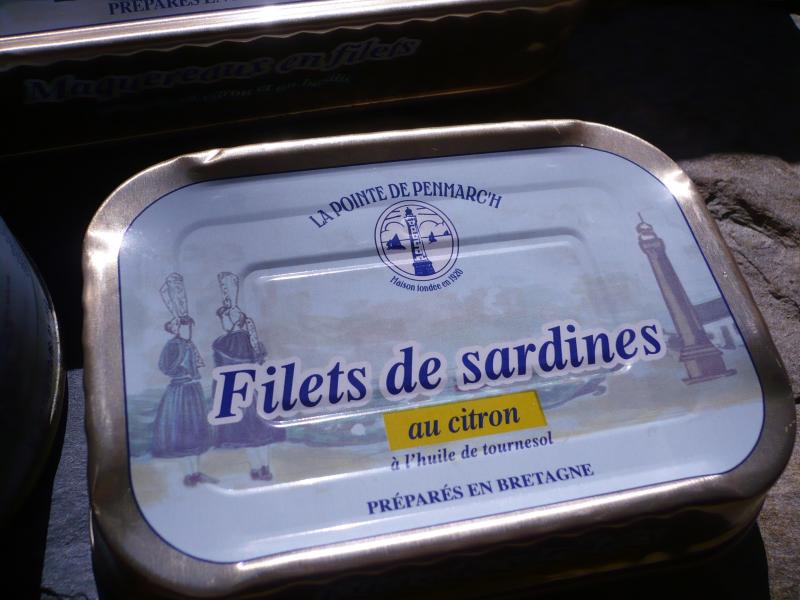 PRÉPARÉS EN
Maquereaux en filets
LA POINTE DE PENMARC'H
Maison fondée en 1920
Filets de sardines
au citron
à l'huile de tournesol
PRÉPARÉS EN BRETAGNE